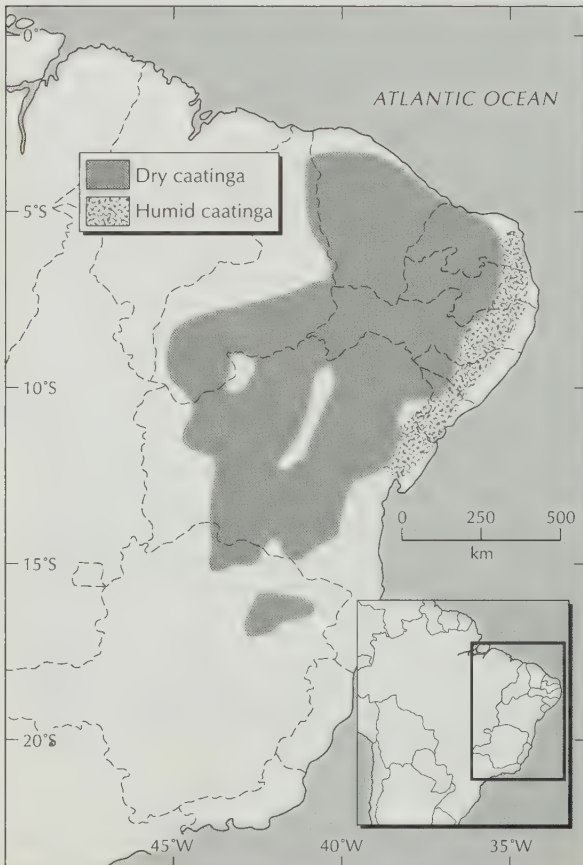 0°
ATLANTIC OCEAN
Dry caatinga
Humid caatinga
5°S
10°S
0 250 500
km
15°S
20°S
45°W 40°W 35°W